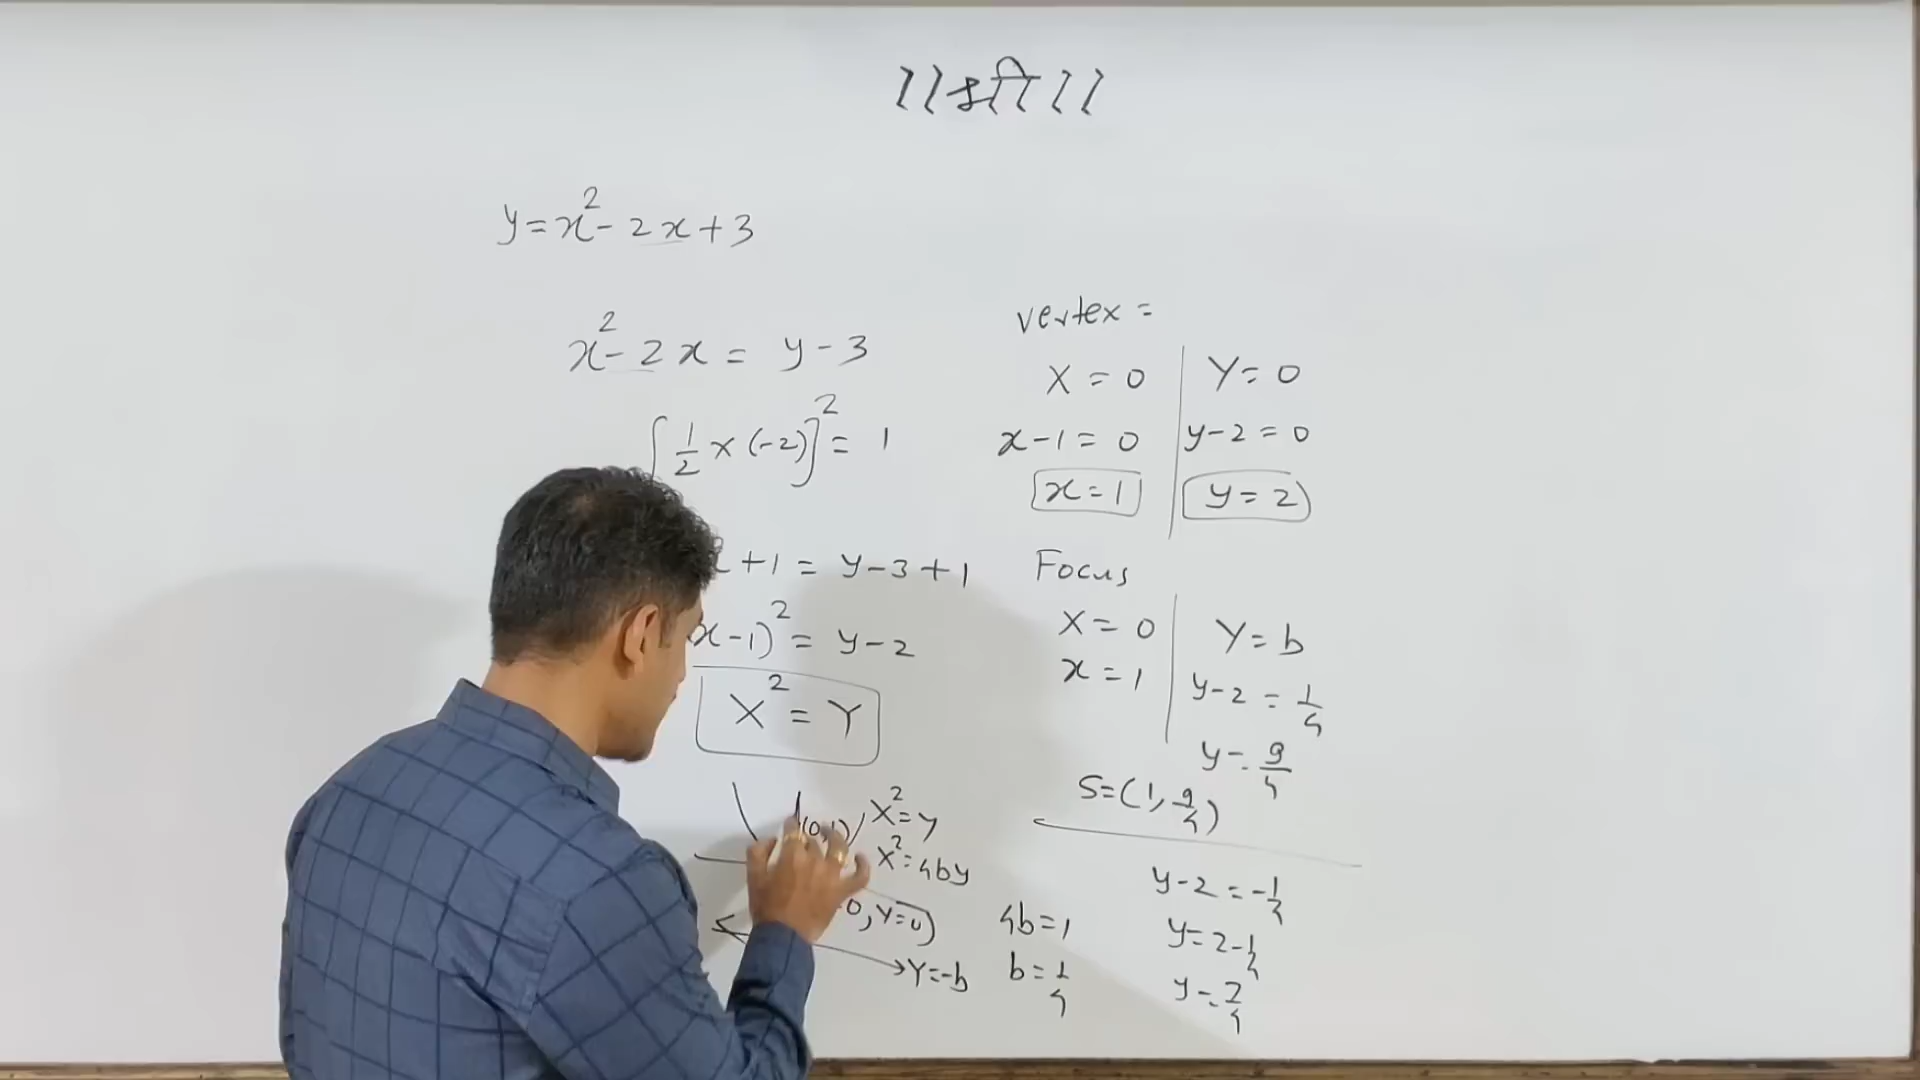 ।।श्री।।
y=x²-2x+3
x²-2x = y-3
[1/2 x (-2)]² = 1
+1 = y-3+1
x-1)² = y-2
X² = Y
X²=y
X²=4by
0,Y=0)
Y=-b
4b=1
b=1/4
vertex =
X = 0 | Y=0
x-1=0 | y-2=0
x=1 | y=2
Focus
X=0 | Y=b
x=1 | y-2=1/4
y=9/4
S=(1,9/4)
y-2=-1/4
y=2-1/4
y=7/4